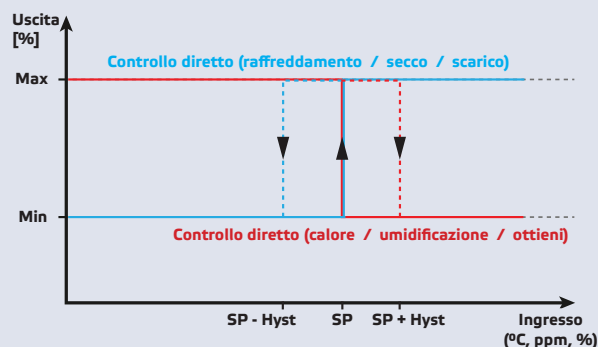 Uscita
[%]
Controllo diretto (raffreddamento / secco / scarico)
Max
Min
Controllo diretto (calore / umidificazione / ottieni)
SP - Hyst
SP
SP + Hyst
Ingresso
(ºC, ppm, %)